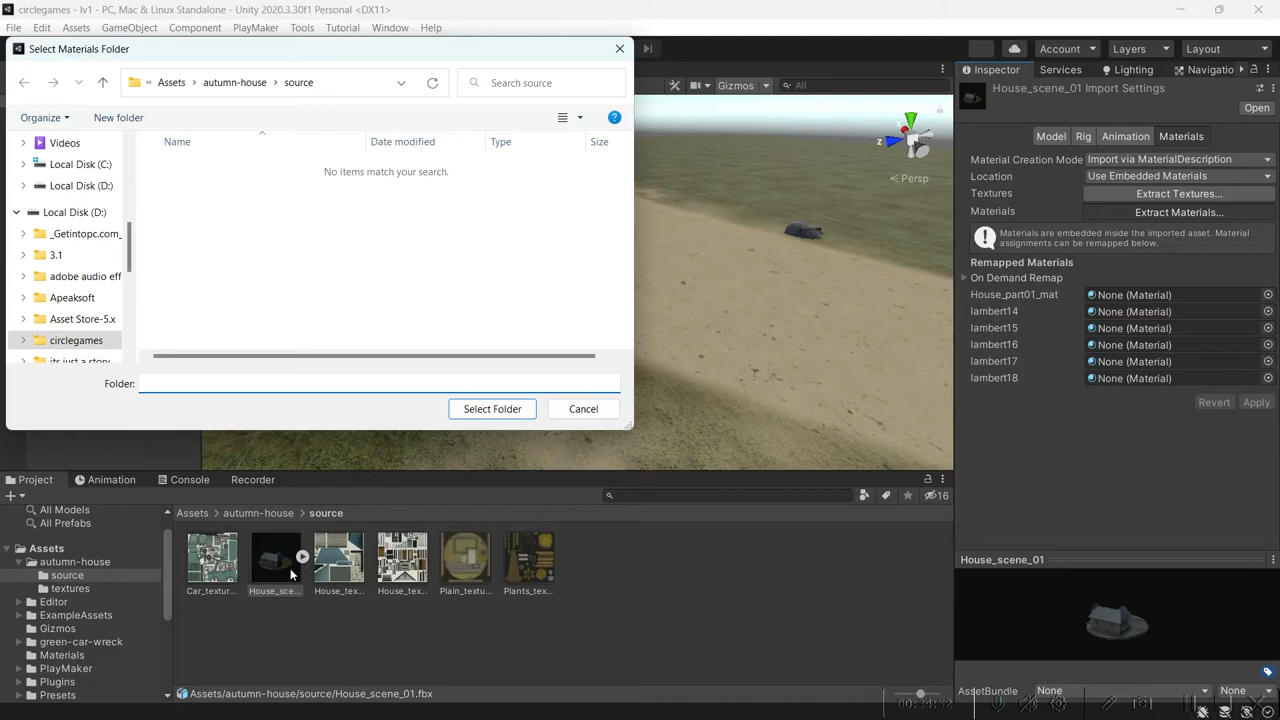 circlegames - lv1 - PC, Mac & Linux Standalone - Unity 2020.3.30f1 Personal <DX11>
File Edit Assets GameObject Component PlayMaker Tools Tutorial Window Help
Select Materials Folder
« Assets > autumn-house > source
Search source
Organize
New folder
Videos
Local Disk (C:)
Local Disk (D:)
Local Disk (D:)
_Getintopc.com_
3.1
adobe audio eff
Apeaksoft
Asset Store-5.x
circlegames
its just a story
Name
Date modified
Type
Size
No items match your search.
Folder:
Select Folder
Cancel
Account
Layers
Layout
Gizmos
All
z
x
< Persp
Inspector
Services
Lighting
Navigatio
House_scene_01 Import Settings
Open
Model Rig Animation Materials
Material Creation Mode Import via MaterialDescription
Location Use Embedded Materials
Textures Extract Textures...
Materials Extract Materials...
Materials are embedded inside the imported asset. Material
assignments can be remapped below.
Remapped Materials
On Demand Remap
House_part01_mat None (Material)
lambert14 None (Material)
lambert15 None (Material)
lambert16 None (Material)
lambert17 None (Material)
lambert18 None (Material)
Revert Apply
Project
Animation
Console
Recorder
16
All Models
All Prefabs
Assets
autumn-house
source
textures
Editor
ExampleAssets
Gizmos
green-car-wreck
Materials
PlayMaker
Plugins
Presets
Assets > autumn-house > source
Car_textur...
House_sce...
House_tex...
House_tex...
Plain_textu...
Plants_tex...
Assets/autumn-house/source/House_scene_01.fbx
House_scene_01
AssetBundle None None
00:34:52